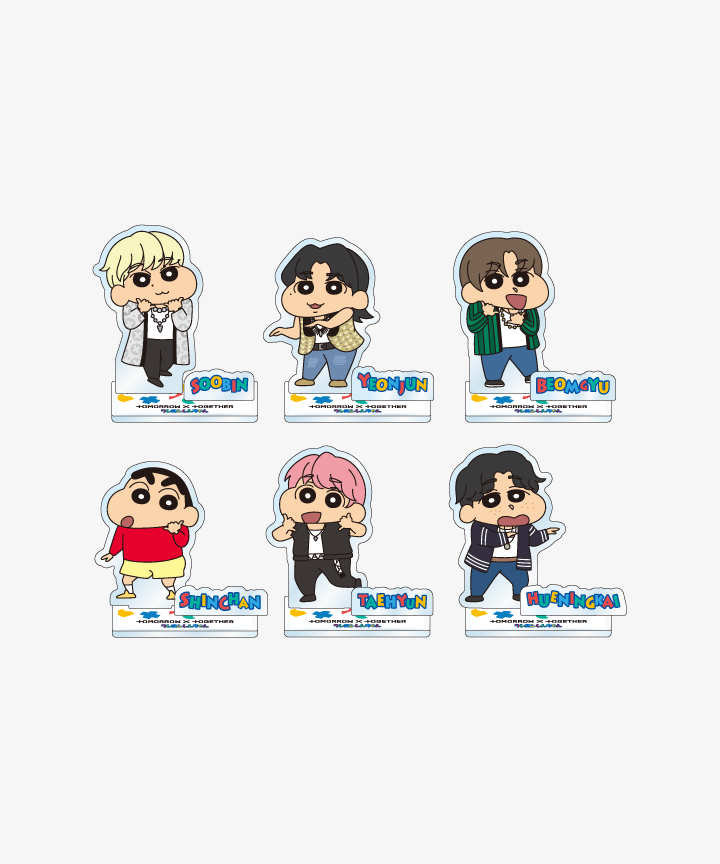 SOOBIN
TOMORROW X TOGETHER
YEONJUN
TOMORROW X TOGETHER
BEOMGYU
TOMORROW X TOGETHER
SHINCHAN
TOMORROW X TOGETHER
TAEHYUN
TOMORROW X TOGETHER
HUENINGKAI
TOMORROW X TOGETHER